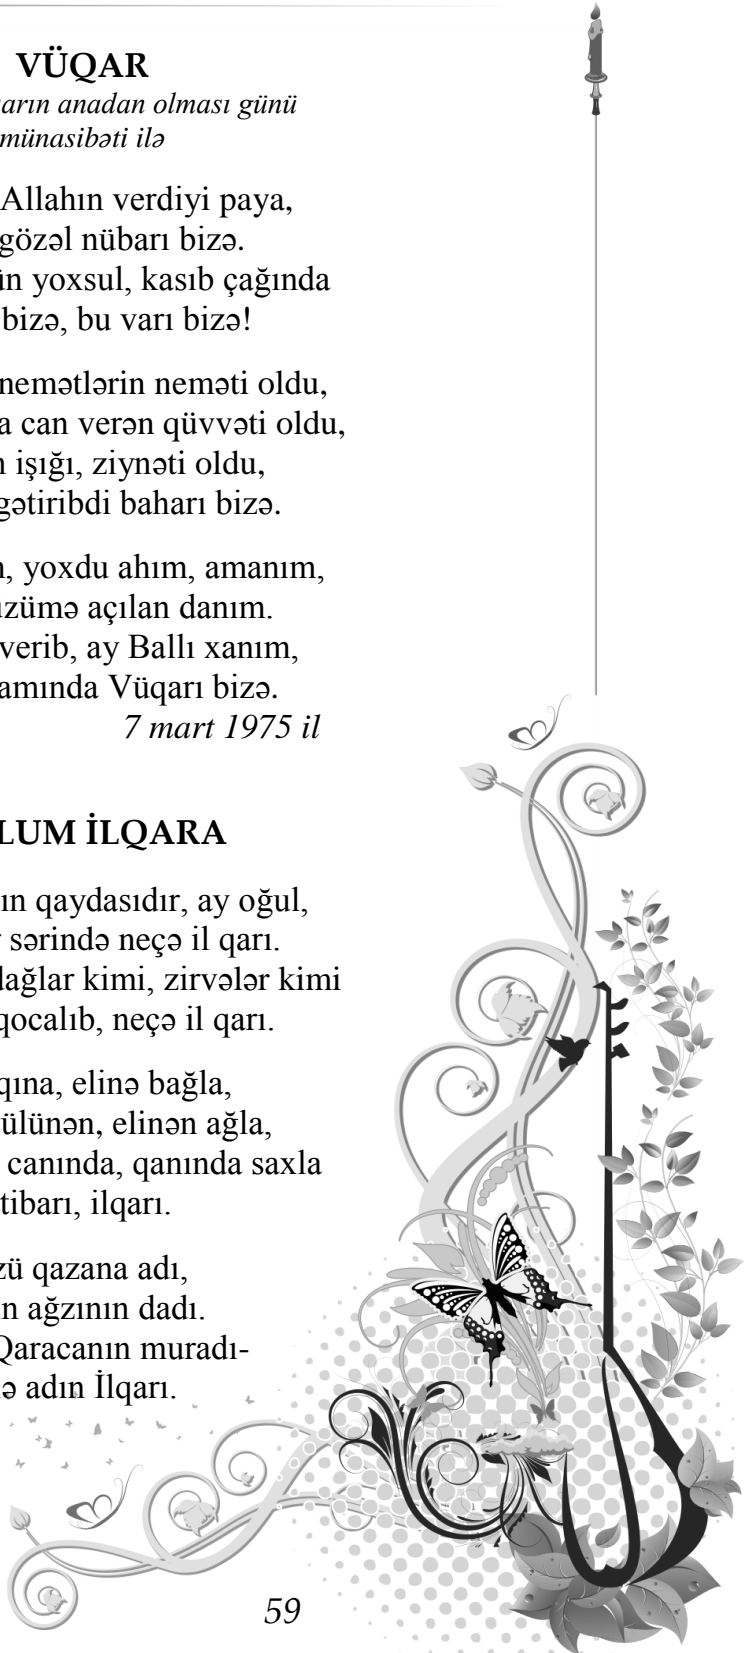 VÜQAR
arın anadan olması günü
münasibəti ilə
Allahın verdiyi paya,
gözəl nübarı bizə.
ün yoxsul, kasıb çağında
bizə, bu varı bizə!
nemətlərin neməti oldu,
a can verən qüvvəti oldu,
n işığı, ziynəti oldu,
gətiribdi baharı bizə.
n, yoxdu ahım, amanım,
üzümə açılan danım.
verib, ay Ballı xanım,
amında Vüqarı bizə.
7 mart 1975 il
LUM İLQARA
ın qaydasıdır, ay oğul,
r sərində neçə il qarı.
dağlar kimi, zirvələr kimi
qocalıb, neçə il qarı.
qına, elinə bağla,
ülünən, elinən ağla,
canında, qanında saxla
tibarı, ilqarı.
zü qazana adı,
ın ağzının dadı.
Qaracanın muradı-
ə adın İlqarı.
59